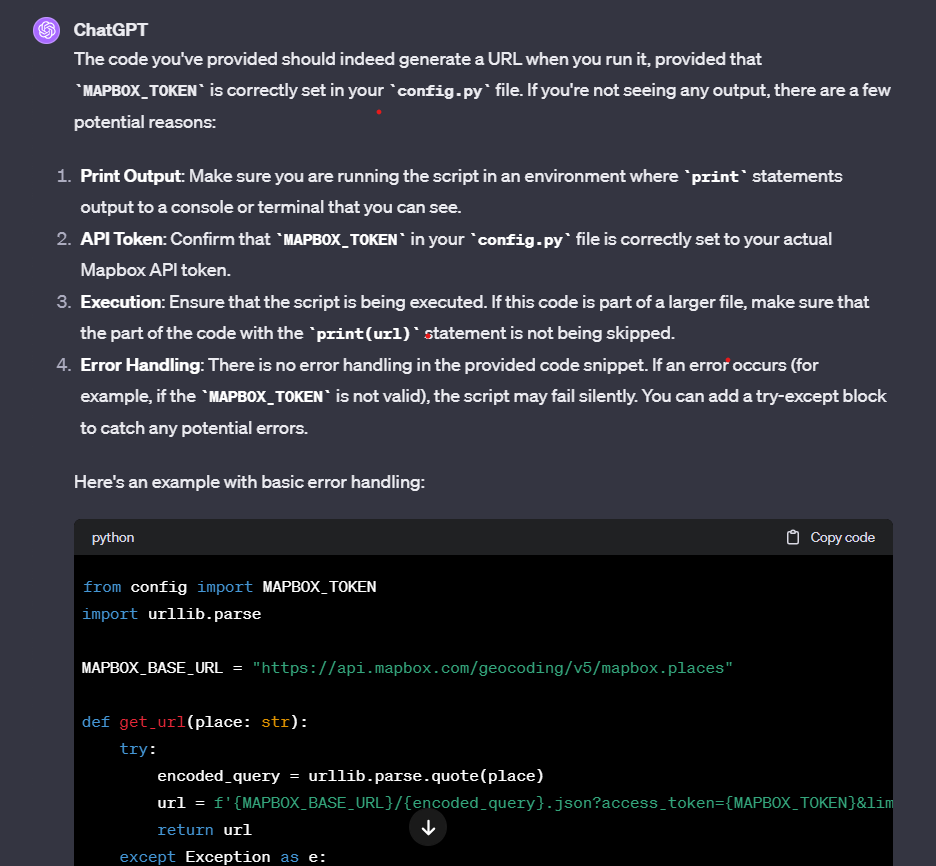 ChatGPT
The code you've provided should indeed generate a URL when you run it, provided that
`MAPBOX_TOKEN` is correctly set in your `config.py` file. If you're not seeing any output, there are a few
potential reasons:
1. Print Output: Make sure you are running the script in an environment where `print` statements
output to a console or terminal that you can see.
2. API Token: Confirm that `MAPBOX_TOKEN` in your `config.py` file is correctly set to your actual
Mapbox API token.
3. Execution: Ensure that the script is being executed. If this code is part of a larger file, make sure that
the part of the code with the `print(url)` statement is not being skipped.
4. Error Handling: There is no error handling in the provided code snippet. If an error occurs (for
example, if the `MAPBOX_TOKEN` is not valid), the script may fail silently. You can add a try-except block
to catch any potential errors.
Here's an example with basic error handling:
python Copy code
from config import MAPBOX_TOKEN
import urllib.parse
MAPBOX_BASE_URL = "https://api.mapbox.com/geocoding/v5/mapbox.places"
def get_url(place: str):
    try:
        encoded_query = urllib.parse.quote(place)
        url = f'{MAPBOX_BASE_URL}/{encoded_query}.json?access_token={MAPBOX_TOKEN}&lim
        return url
    except Exception as e: